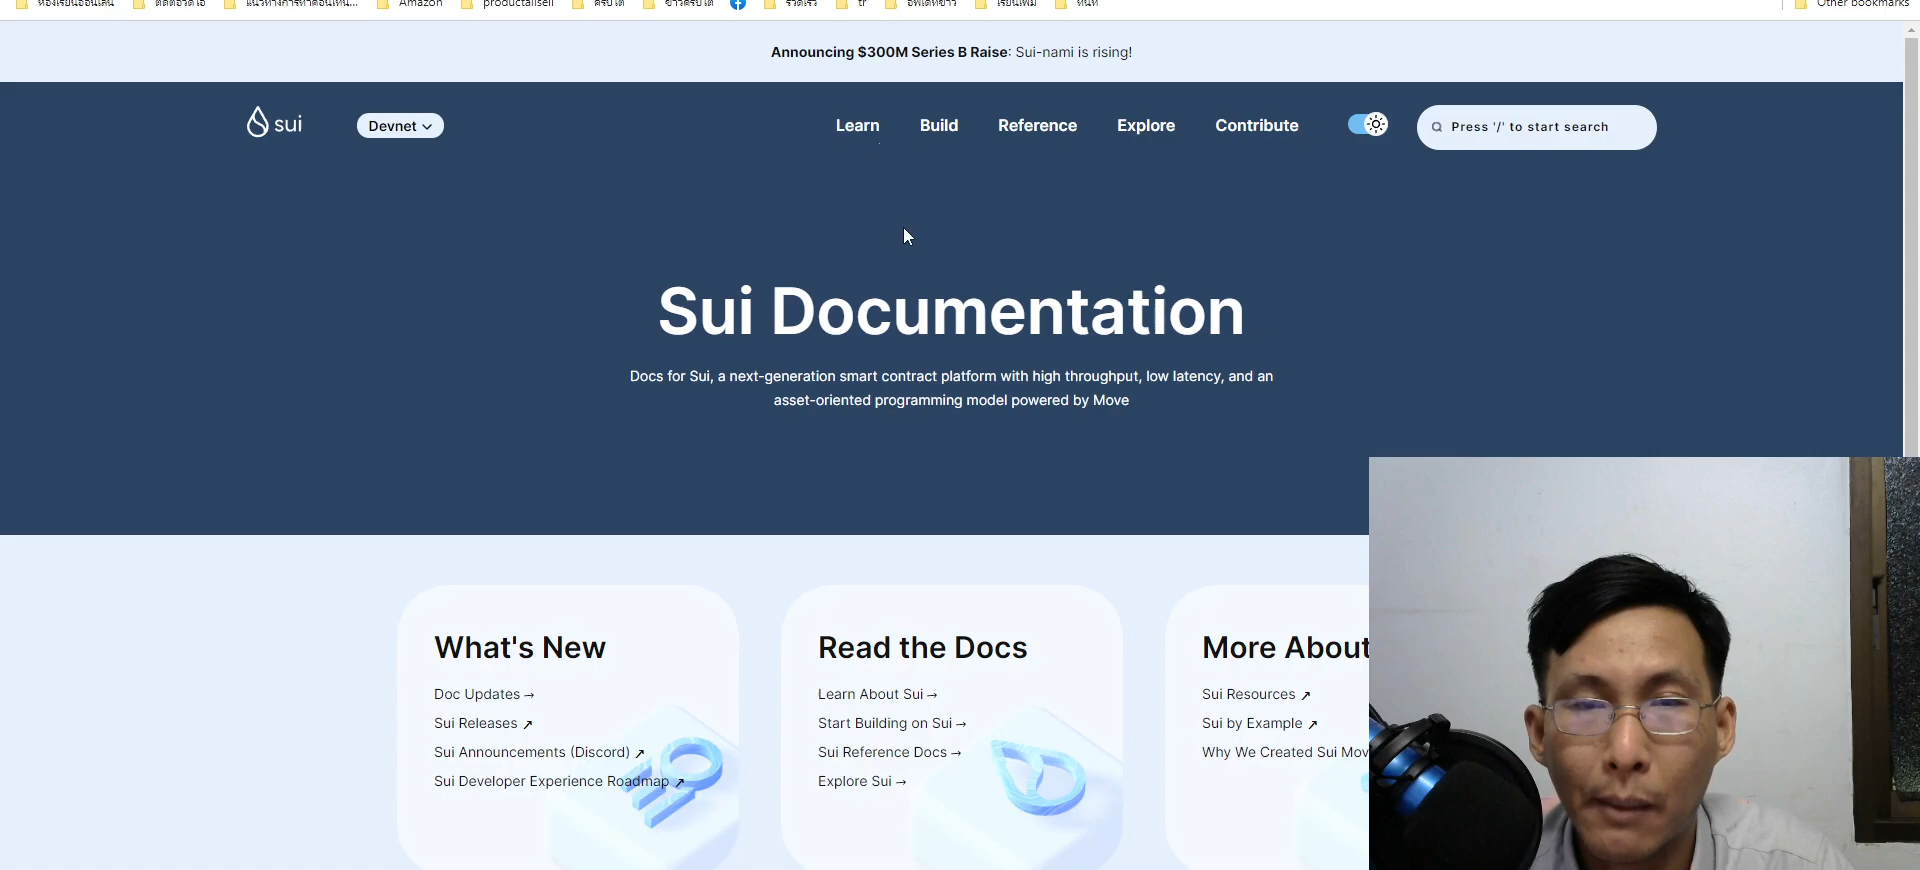 Amazon
productallsell
tr
Other bookmarks
Announcing $300M Series B Raise: Sui-nami is rising!
sui
Devnet
Learn
Build
Reference
Explore
Contribute
Press '/' to start search
Sui Documentation
Docs for Sui, a next-generation smart contract platform with high throughput, low latency, and an
asset-oriented programming model powered by Move
What's New
Doc Updates →
Sui Releases ↗
Sui Announcements (Discord) ↗
Sui Developer Experience Roadmap ↗
Read the Docs
Learn About Sui →
Start Building on Sui →
Sui Reference Docs →
Explore Sui →
More About
Sui Resources ↗
Sui by Example ↗
Why We Created Sui Mov